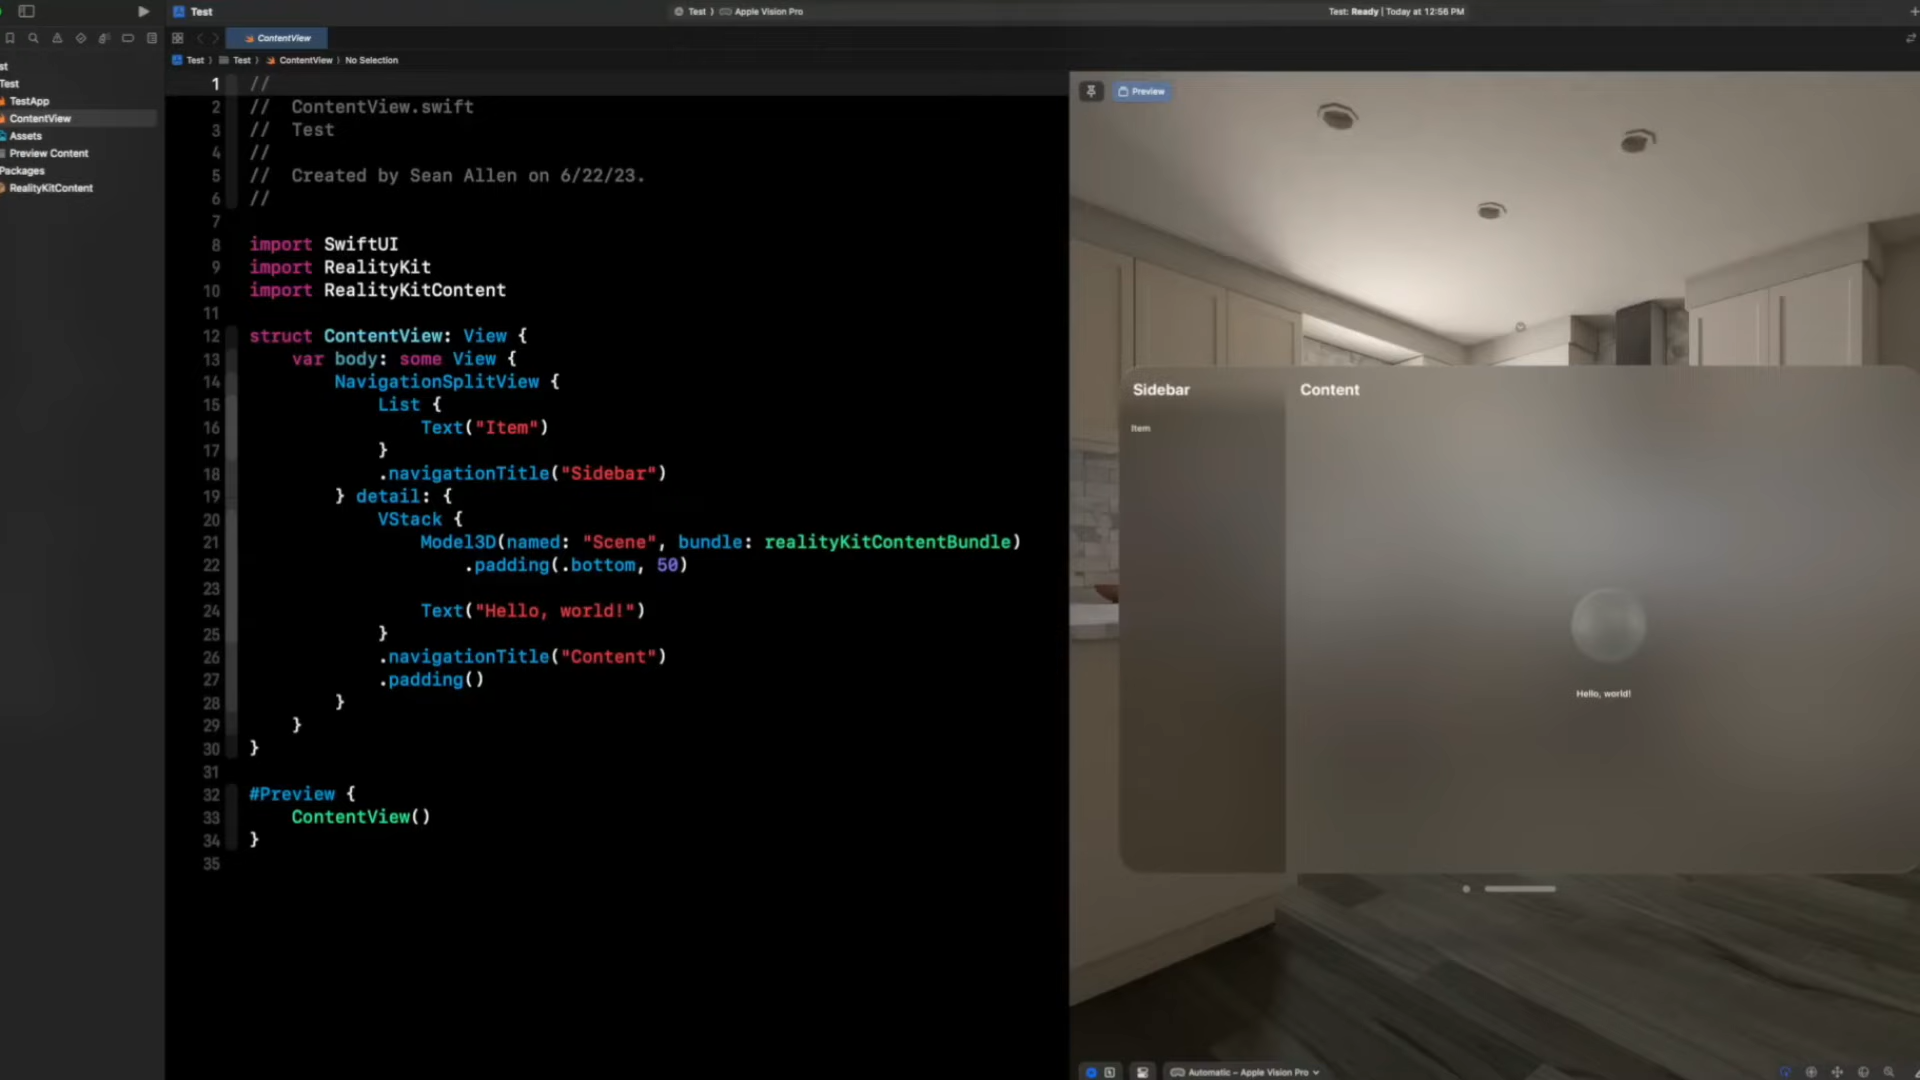 Test
Test
Apple Vision Pro
Test: Ready | Today at 12:56 PM
ContentView
Test
Test
ContentView
No Selection
st
Test
TestApp
ContentView
Assets
Preview Content
Packages
RealityKitContent
1 //
2 //  ContentView.swift
3 //  Test
4 //
5 //  Created by Sean Allen on 6/22/23.
6 //
7
8 import SwiftUI
9 import RealityKit
10 import RealityKitContent
11
12 struct ContentView: View {
13     var body: some View {
14         NavigationSplitView {
15             List {
16                 Text("Item")
17             }
18             .navigationTitle("Sidebar")
19         } detail: {
20             VStack {
21                 Model3D(named: "Scene", bundle: realityKitContentBundle)
22                     .padding(.bottom, 50)
23
24                 Text("Hello, world!")
25             }
26             .navigationTitle("Content")
27             .padding()
28         }
29     }
30 }
31
32 #Preview {
33     ContentView()
34 }
35
Preview
Sidebar
Content
Item
Hello, world!
Automatic – Apple Vision Pro